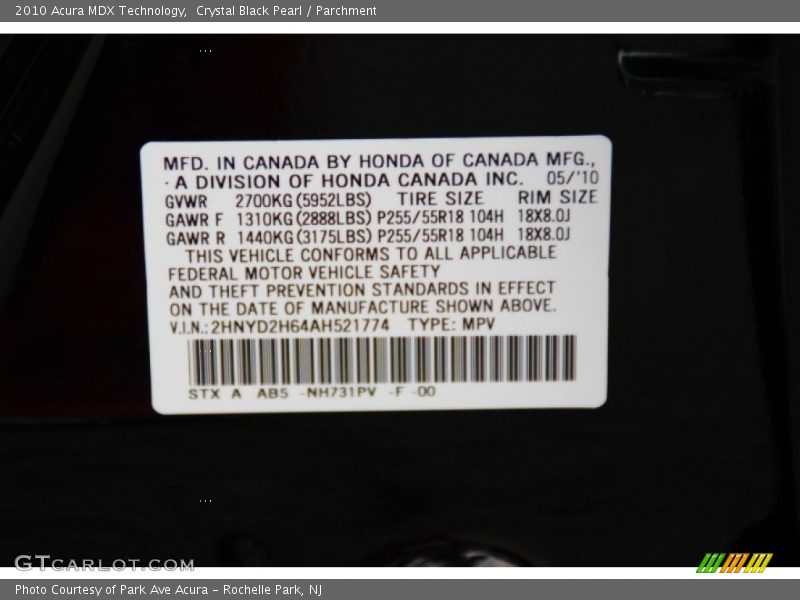 2010 Acura MDX Technology,  Crystal Black Pearl / Parchment
MFD. IN CANADA BY HONDA OF CANADA MFG.,
A DIVISION OF HONDA CANADA INC. 05/'10
GVWR 2700KG(5952LBS) TIRE SIZE RIM SIZE
GAWR F 1310KG(2888LBS) P255/55R18 104H 18X8.0J
GAWR R 1440KG(3175LBS) P255/55R18 104H 18X8.0J
THIS VEHICLE CONFORMS TO ALL APPLICABLE
FEDERAL MOTOR VEHICLE SAFETY
AND THEFT PREVENTION STANDARDS IN EFFECT
ON THE DATE OF MANUFACTURE SHOWN ABOVE.
V.I.N.:2HNYD2H64AH521774 TYPE: MPV
STX A AB5 -NH731PV -F -00
GTCARLOT.COM
Photo Courtesy of Park Ave Acura - Rochelle Park, NJ